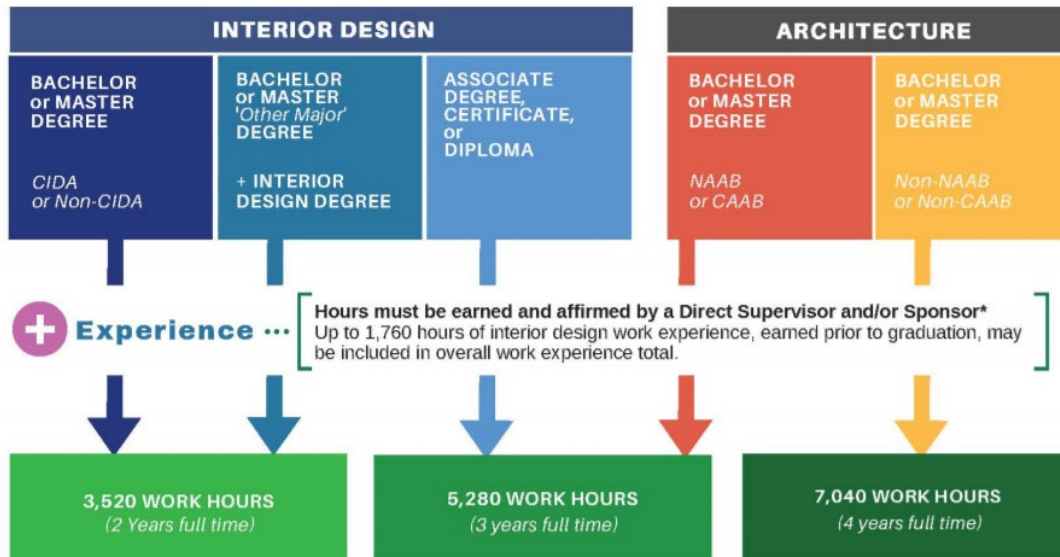 INTERIOR DESIGN
ARCHITECTURE
BACHELOR
or MASTER
DEGREE
CIDA
or Non-CIDA
BACHELOR
or MASTER
'Other Major'
DEGREE
+ INTERIOR
DESIGN DEGREE
ASSOCIATE
DEGREE,
CERTIFICATE,
or
DIPLOMA
BACHELOR
or MASTER
DEGREE
NAAB
or CAAB
BACHELOR
or MASTER
DEGREE
Non-NAAB
or Non-CAAB
+ Experience ...
Hours must be earned and affirmed by a Direct Supervisor and/or Sponsor*
Up to 1,760 hours of interior design work experience, earned prior to graduation, may
be included in overall work experience total.
3,520 WORK HOURS
(2 Years full time)
5,280 WORK HOURS
(3 years full time)
7,040 WORK HOURS
(4 years full time)